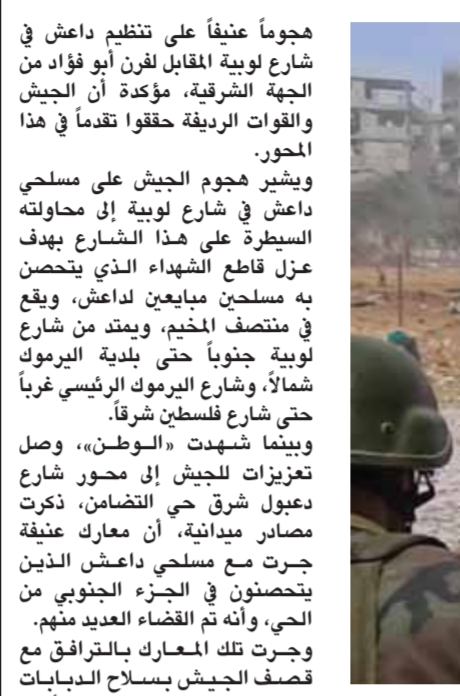 هجوماً عنيفاً على تنظيم داعش في
شارع لوبية المقابل لفرن أبو فؤاد من
الجهة الشرقية، مؤكدة أن الجيش
والقوات الرديفة حققوا تقدماً في هذا
المحور.
ويشير هجوم الجيش على مسلحي
داعش في شارع لوبية إلى محاولته
السيطرة على هذا الشارع بهدف
عزل قاطع الشهداء الذي يتحصن
به مسلحين مبايعين لداعش، ويقع
في منتصف المخيم، ويمتد من شارع
لوبية جنوباً حتى بلدية اليرموك
شمالاً، وشارع اليرموك الرئيسي غرباً
حتى شارع فلسطين شرقاً.
وبينما شهدت «الوطن»، وصل
تعزيزات للجيش إلى محور شارع
دعبول شرق حي التضامن، ذكرت
مصادر ميدانية، أن معارك عنيفة
جرت مع مسلحي داعش الذين
يتحصنون في الجزء الجنوبي من
الحي، وأنه تم القضاء العديد منهم.
وجرت تلك المعارك بالترافق مع
قصف الجيش بسلاح الدبابات